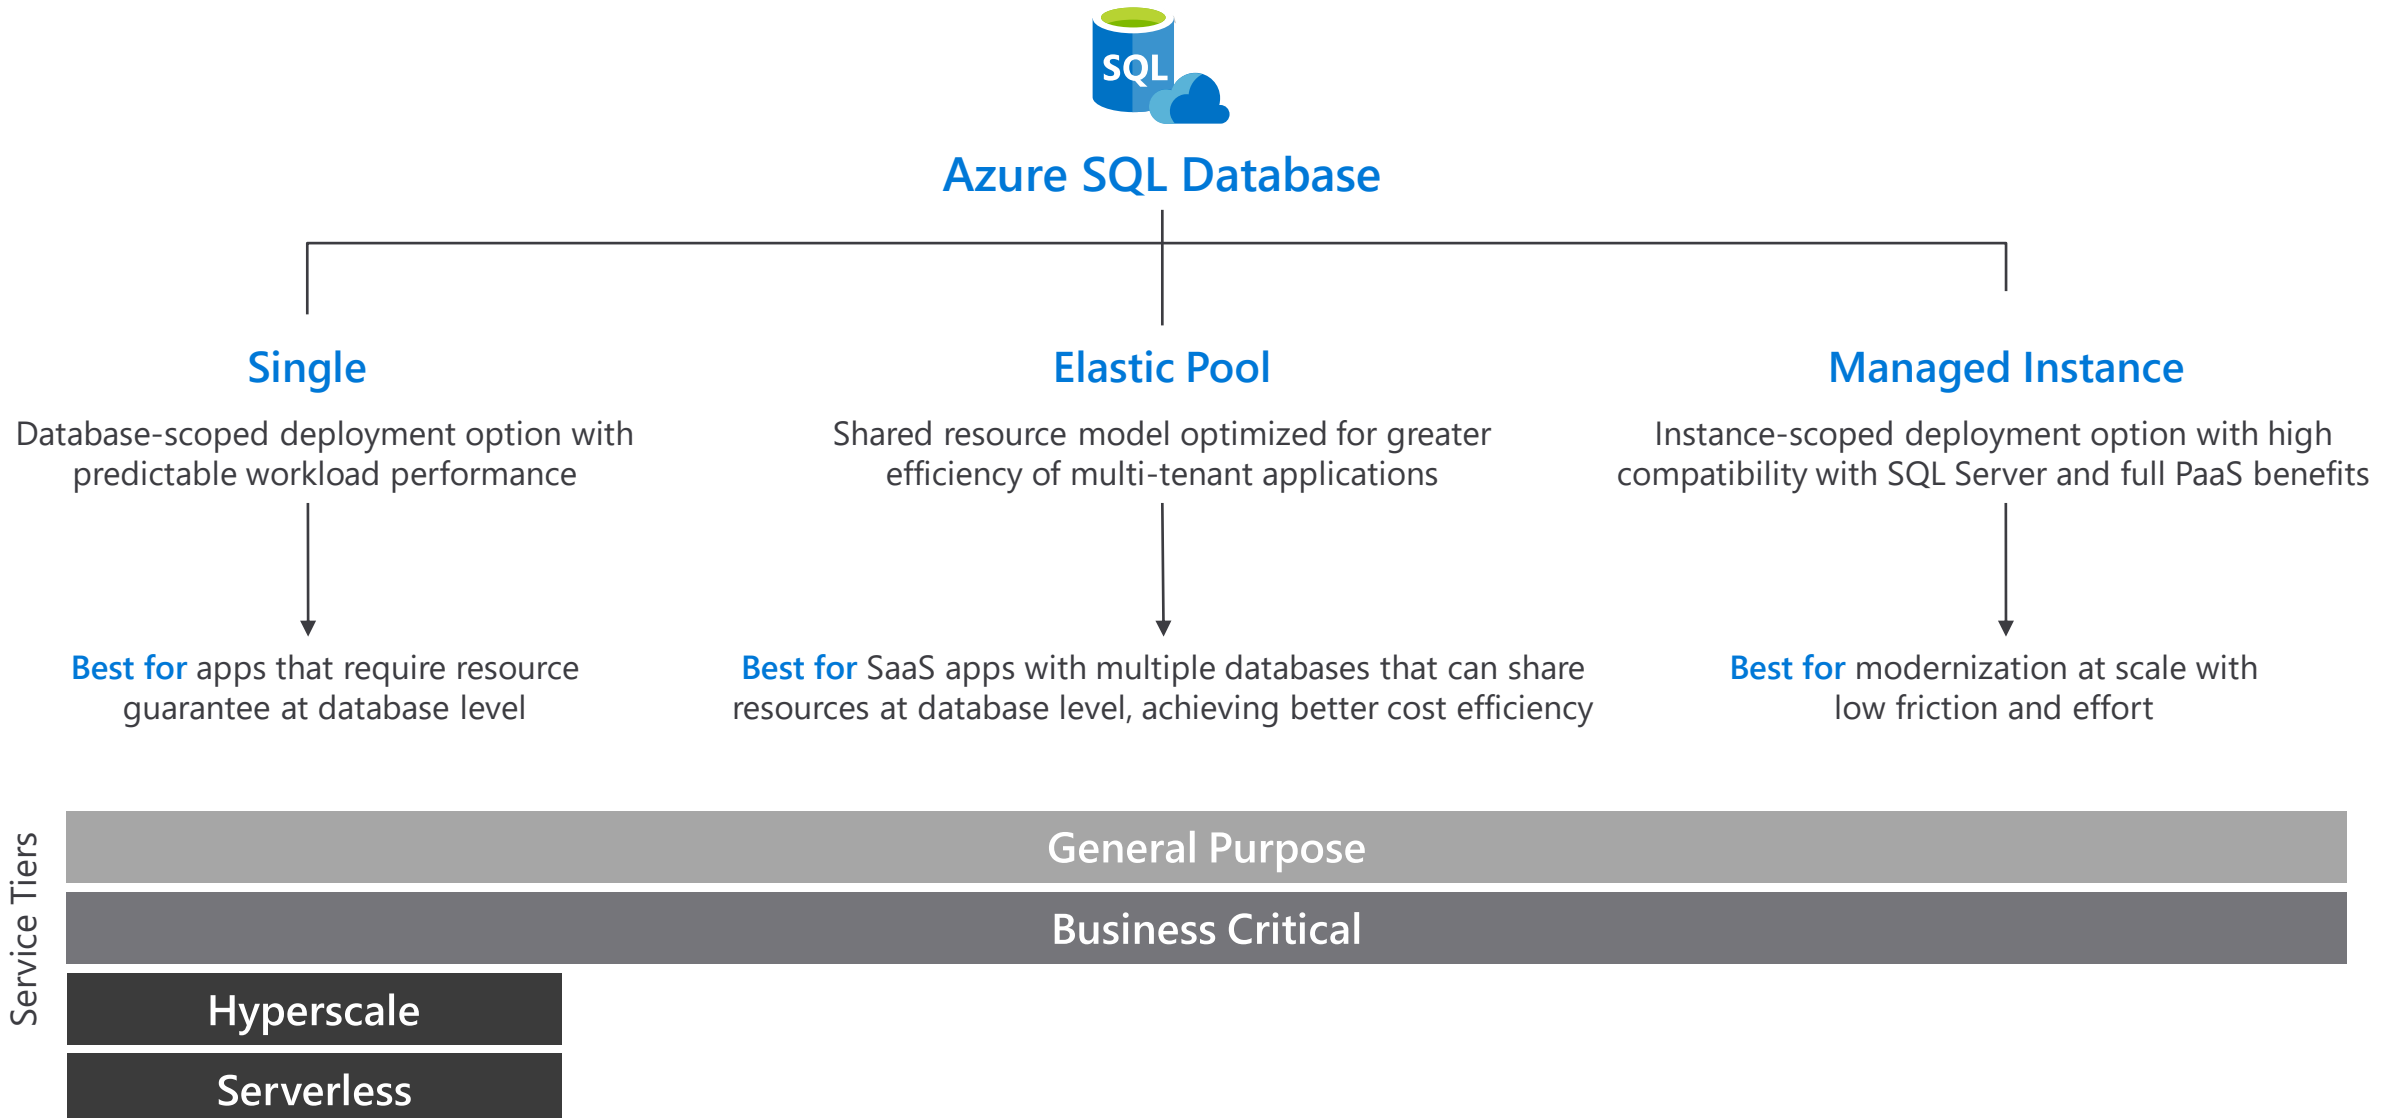 SQL
Azure SQL Database
Single
Database-scoped deployment option with
predictable workload performance
Best for apps that require resource
guarantee at database level
Elastic Pool
Shared resource model optimized for greater
efficiency of multi-tenant applications
Best for SaaS apps with multiple databases that can share
resources at database level, achieving better cost efficiency
Managed Instance
Instance-scoped deployment option with high
compatibility with SQL Server and full PaaS benefits
Best for modernization at scale with
low friction and effort
Service Tiers
General Purpose
Business Critical
Hyperscale
Serverless